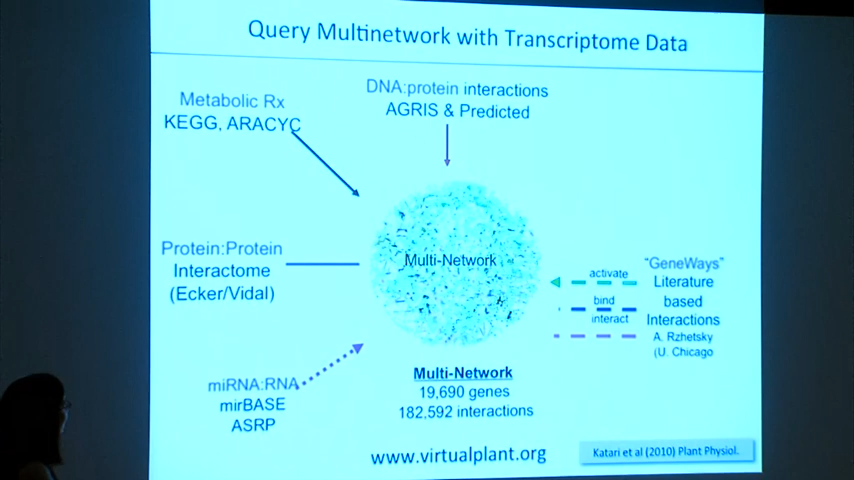 Query Multinetwork with Transcriptome Data
Metabolic Rx
KEGG, ARACYC
DNA:protein interactions
AGRIS & Predicted
Protein:Protein
Interactome
(Ecker/Vidal)
Multi-Network
activate
bind
interact
"GeneWays"
Literature
based
Interactions
A. Rzhetsky
(U. Chicago
miRNA:RNA
mirBASE
ASRP
Multi-Network
19,690 genes
182,592 interactions
www.virtualplant.org
Katari et al (2010) Plant Physiol.